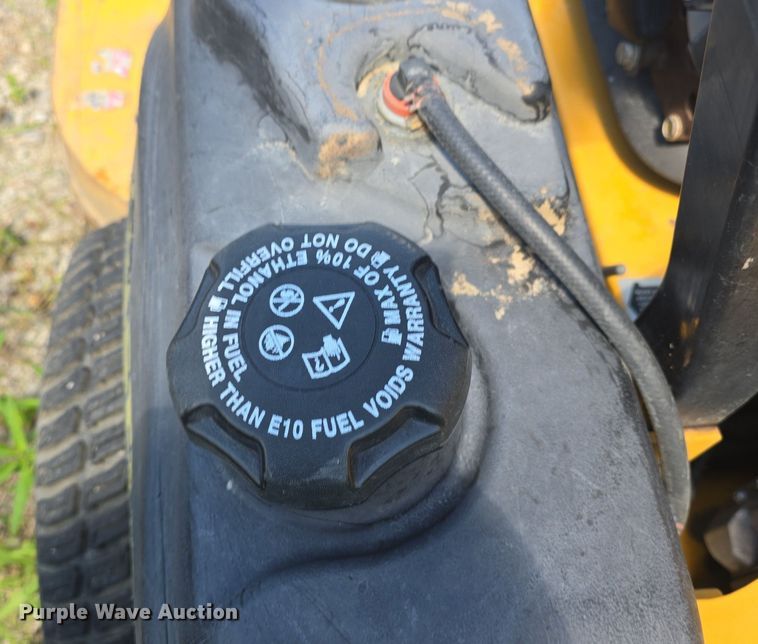 HIGHER THAN E10 FUEL VOIDS WARRANTY
DO NOT OVERFILL
MAX OF 10% ETHANOL IN FUEL
Purple Wave Auction